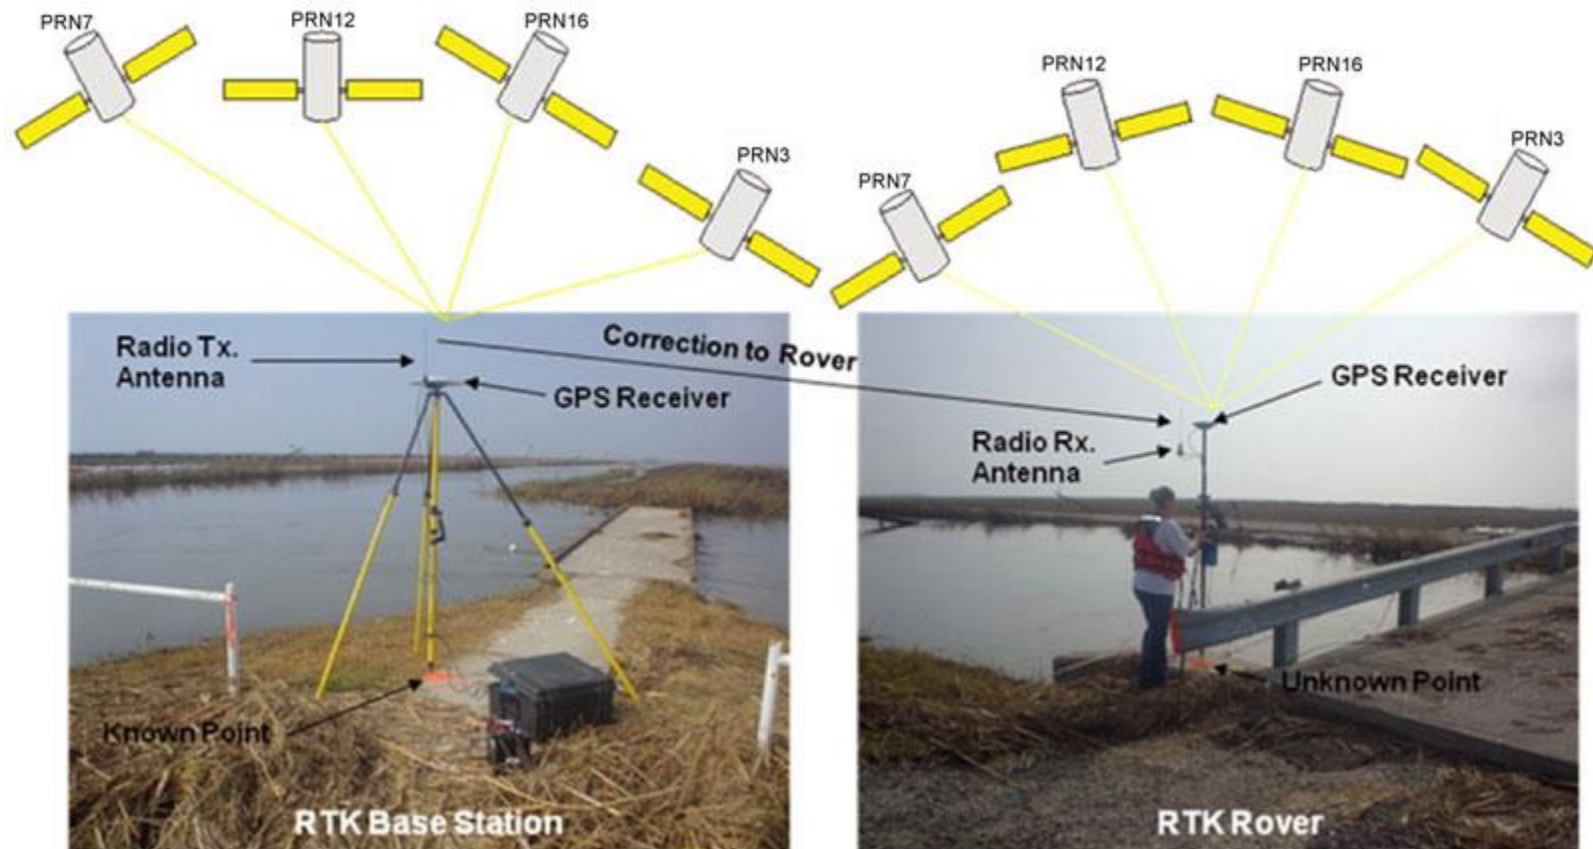 PRN7
PRN12
PRN16
PRN3
PRN12
PRN16
PRN3
PRN7
Radio Tx.
Antenna
GPS Receiver
Correction to Rover
GPS Receiver
Radio Rx.
Antenna
Known Point
Unknown Point
RTK Base Station
RTK Rover